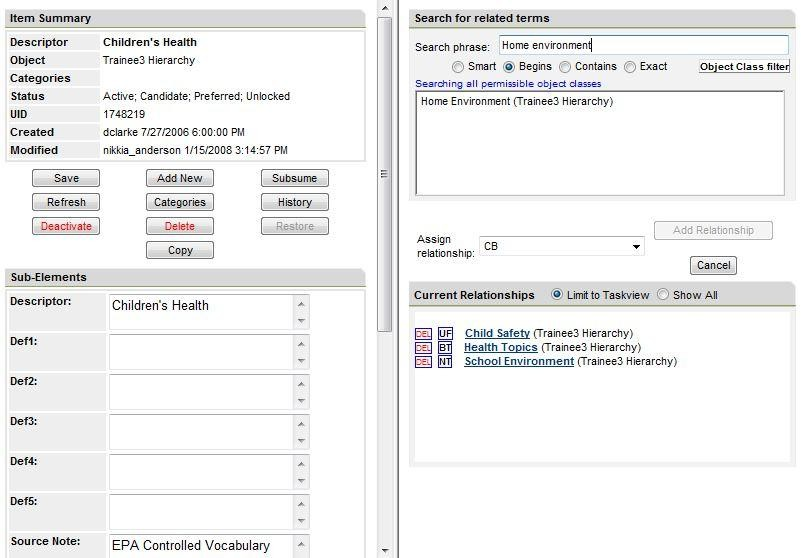 Item Summary
Descriptor Children's Health
Object Trainee3 Hierarchy
Categories
Status Active; Candidate; Preferred; Unlocked
UID 1748219
Created dclarke 7/27/2006 6:00:00 PM
Modified nikkia_anderson 1/15/2008 3:14:57 PM
Save Add New Subsume
Refresh Categories History
Deactivate Delete Restore
Copy
Sub-Elements
Descriptor: Children's Health
Def1:
Def2:
Def3:
Def4:
Def5:
Source Note: EPA Controlled Vocabulary
Search for related terms
Search phrase: Home environment
Smart Begins Contains Exact Object Class filter
Searching all permissible object classes
Home Environment (Trainee3 Hierarchy)
Assign relationship: CB Add Relationship
Cancel
Current Relationships Limit to Taskview Show All
DEL UF Child Safety (Trainee3 Hierarchy)
DEL BT Health Topics (Trainee3 Hierarchy)
DEL NT School Environment (Trainee3 Hierarchy)